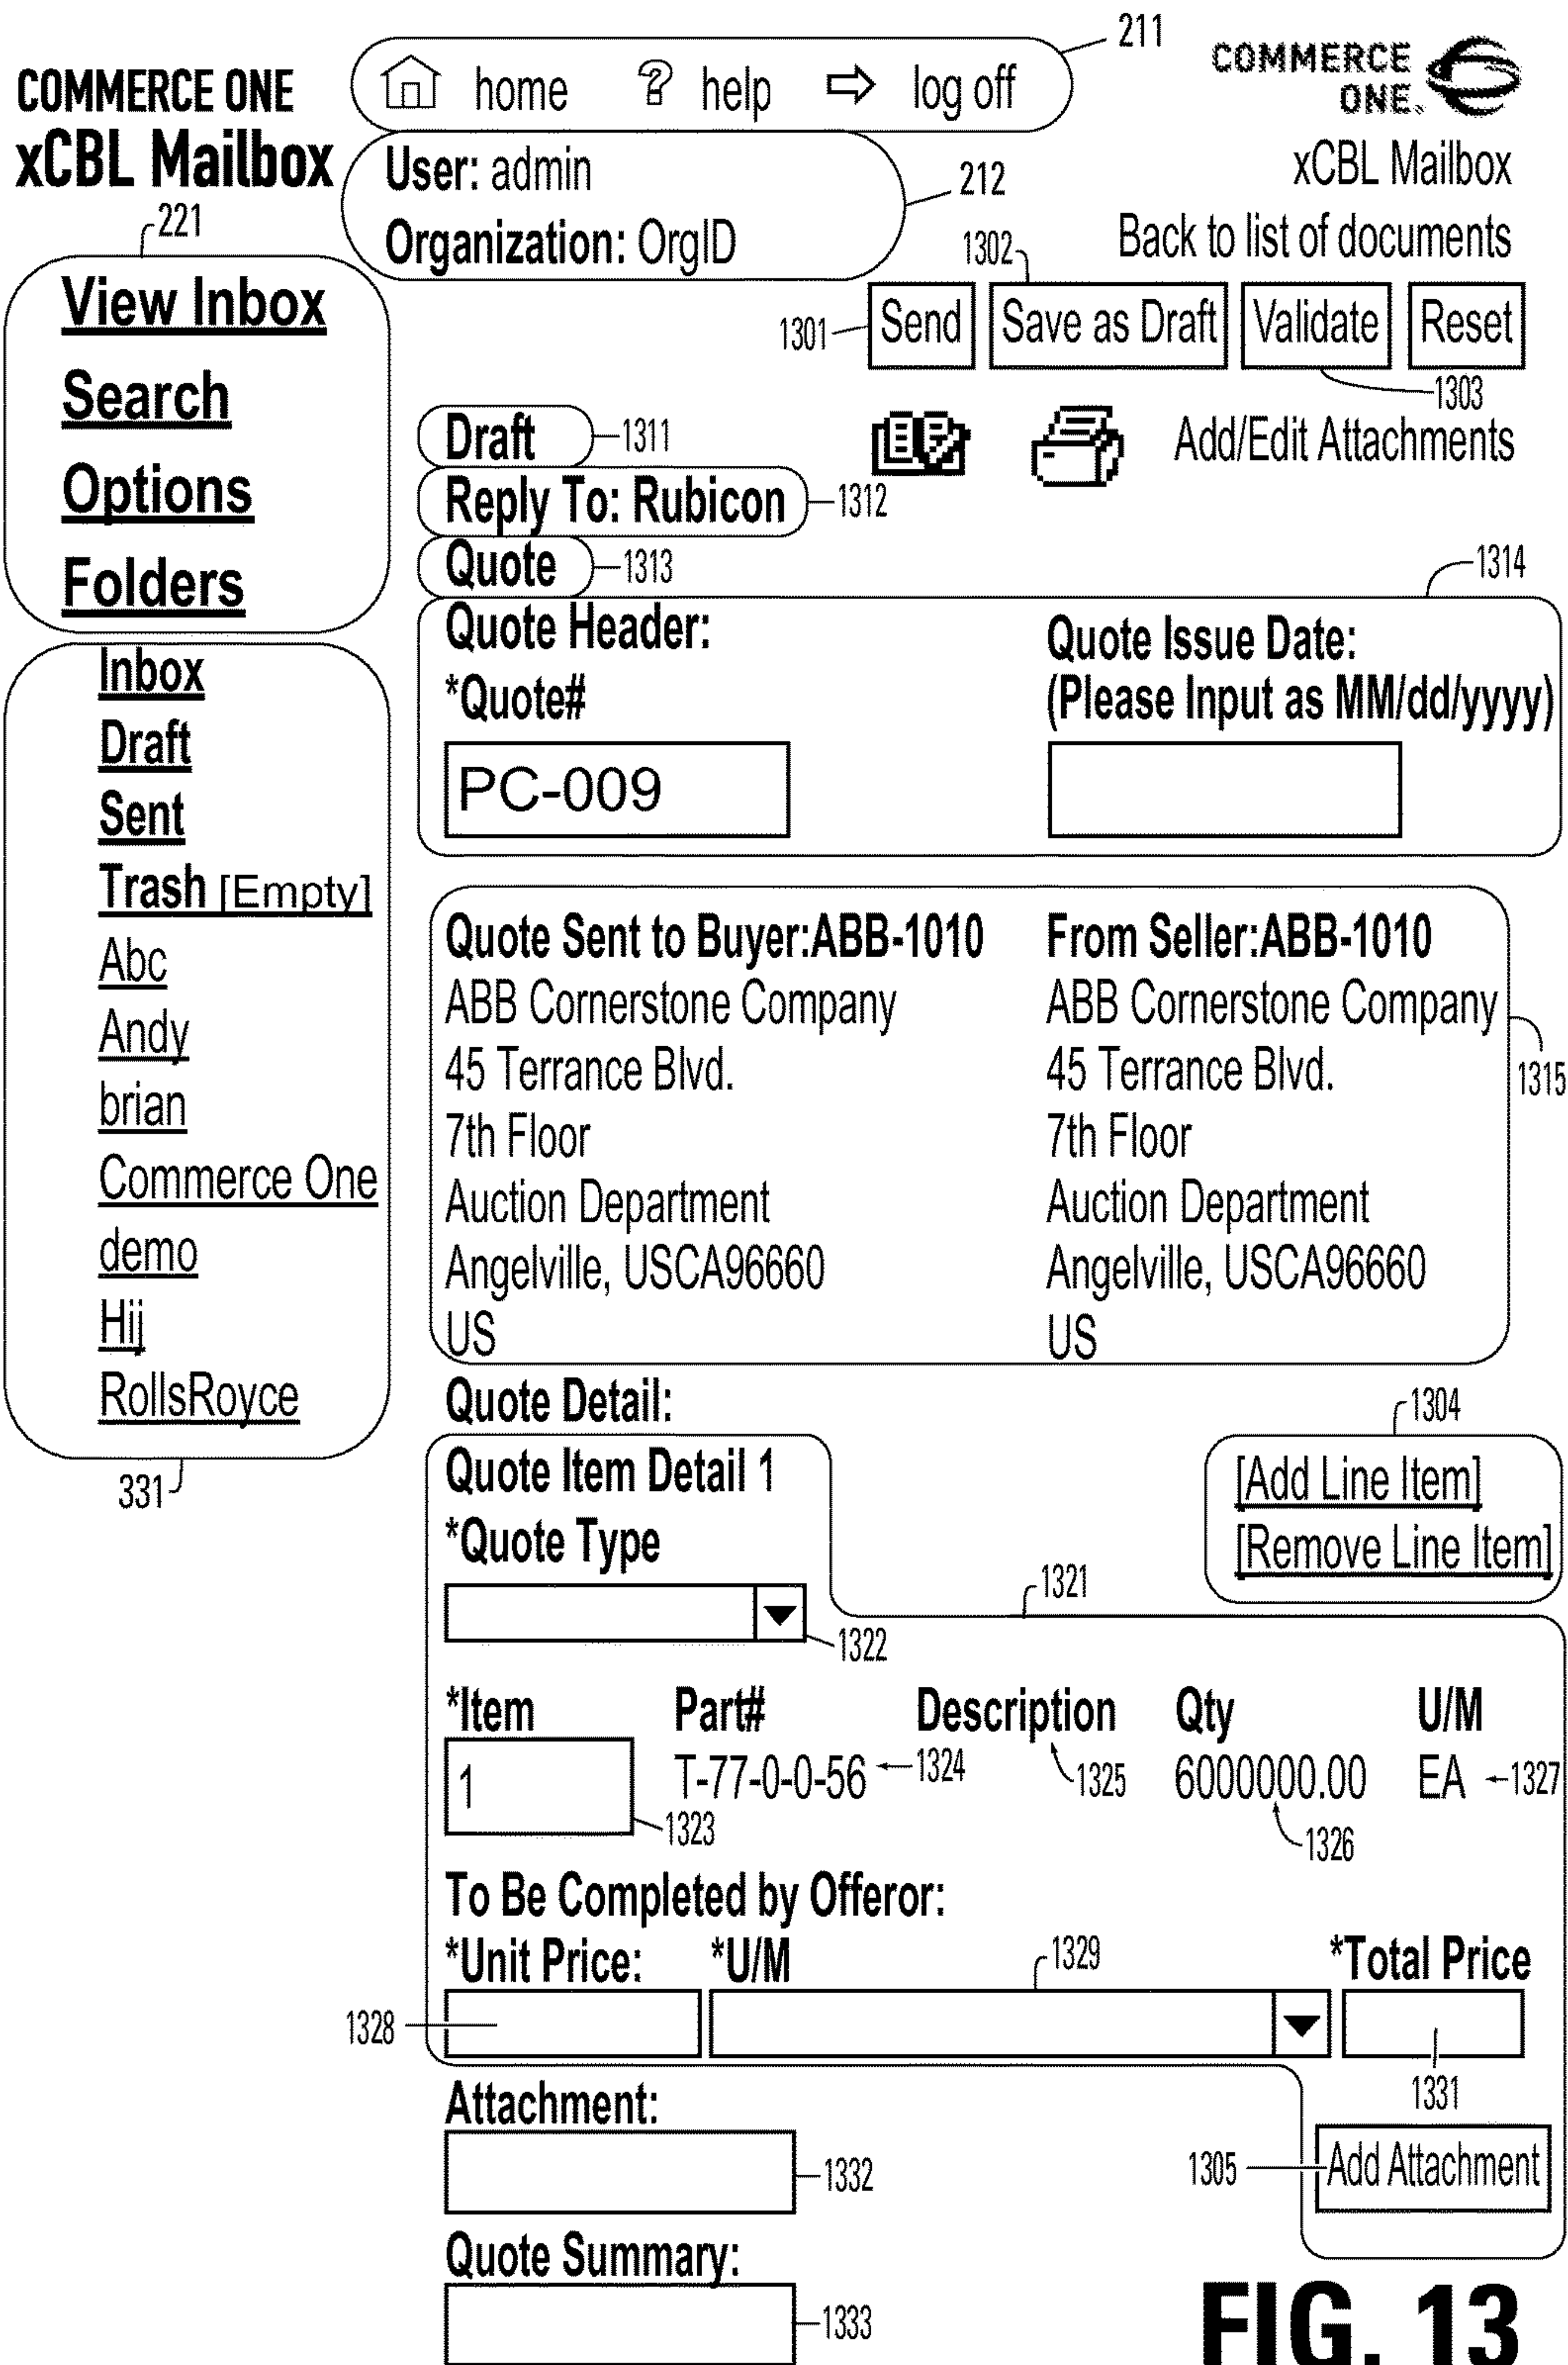 211
COMMERCE ONE
xCBL Mailbox
home ? help log off
COMMERCE
ONE.
User: admin
Organization: OrgID
212
xCBL Mailbox
Back to list of documents
221
1302
View Inbox
Search
Options
Folders
1301
Send
Save as Draft
Validate
Reset
1303
Draft
1311
Add/Edit Attachments
Reply To: Rubicon
1312
Quote
1313
1314
Quote Header:
*Quote#
PC-009
Quote Issue Date:
(Please Input as MM/dd/yyyy)
Inbox
Draft
Sent
Trash [Empty]
Abc
Andy
brian
Commerce One
demo
Hij
RollsRoyce
331
Quote Sent to Buyer:ABB-1010
ABB Cornerstone Company
45 Terrance Blvd.
7th Floor
Auction Department
Angelville, USCA96660
US
From Seller:ABB-1010
ABB Cornerstone Company
45 Terrance Blvd.
7th Floor
Auction Department
Angelville, USCA96660
US
1315
Quote Detail:
1304
Quote Item Detail 1
[Add Line Item]
[Remove Line Item]
*Quote Type
1321
1322
*Item Part# Description Qty U/M
1 T-77-0-0-56 1324 1325 6000000.00 EA 1327
1323
1326
To Be Completed by Offeror:
*Unit Price: *U/M 1329 *Total Price
1328
1331
Attachment:
1332
1305
Add Attachment
Quote Summary:
1333
FIG. 13